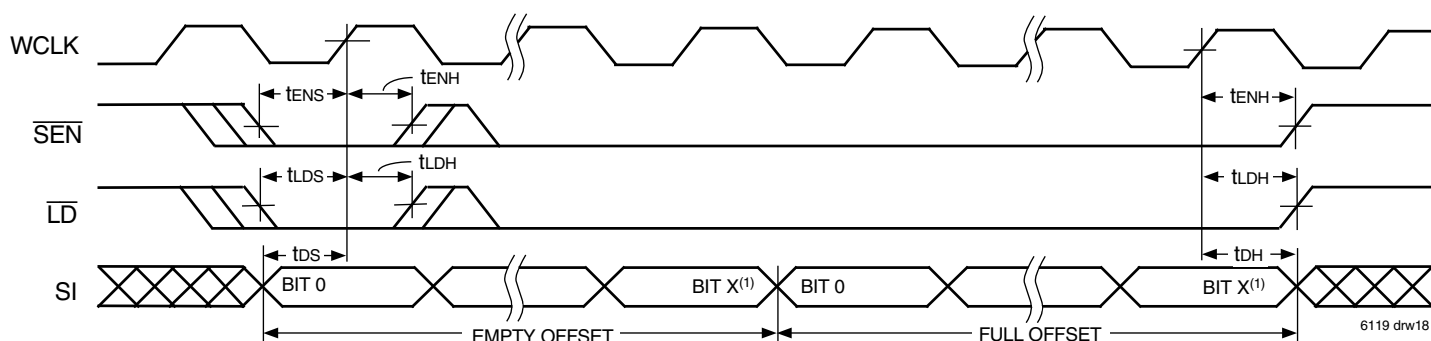 WCLK
tENS
tENH
SEN
tENH
tLDS
tLDH
LD
tLDH
tDS
tDH
SI
BIT 0
BIT X(1)
BIT 0
BIT X(1)
EMPTY OFFSET
FULL OFFSET
6119 drw18